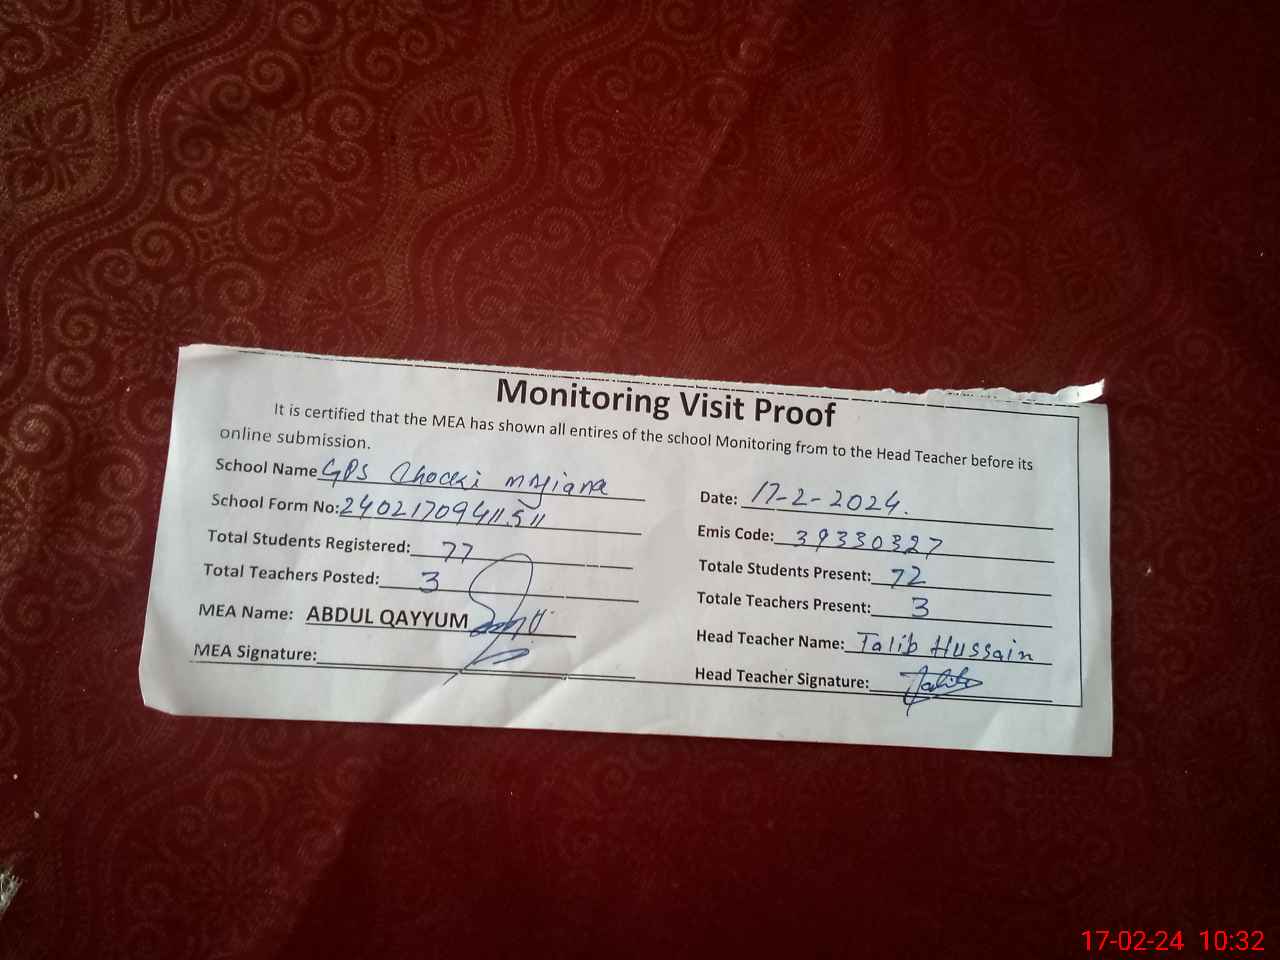 Monitoring Visit Proof
It is certified that the MEA has shown all entires of the school Monitoring from to the Head Teacher before its
online submission.
School Name GPS Chocki
Date: 17-2-2024.
School Form No:
Emis Code: 39330327
Total Students Registered: 77
Totale Students Present: 72
Total Teachers Posted: 3
Totale Teachers Present: 3
MEA Name: ABDUL QAYYUM
Head Teacher Name: Talib Hussain
MEA Signature:
Head Teacher Signature:
17-02-24 10:32